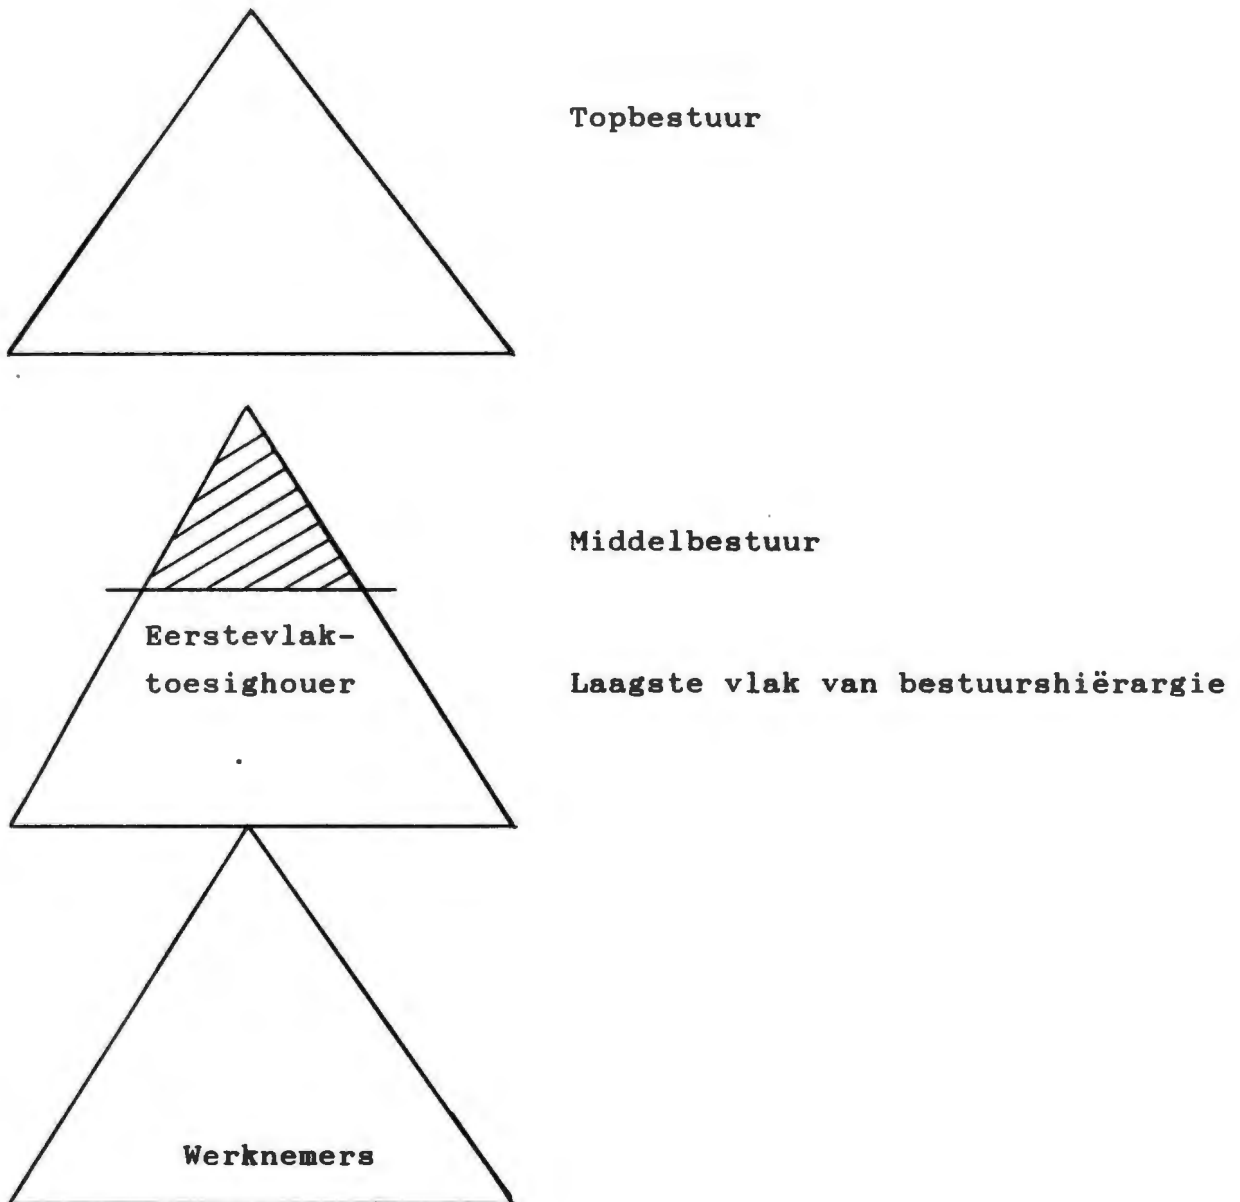 Topbestuur
Middelbestuur
Eerstevlak-
toesighouer
Laagste vlak van bestuurshiërargie
Werknemers